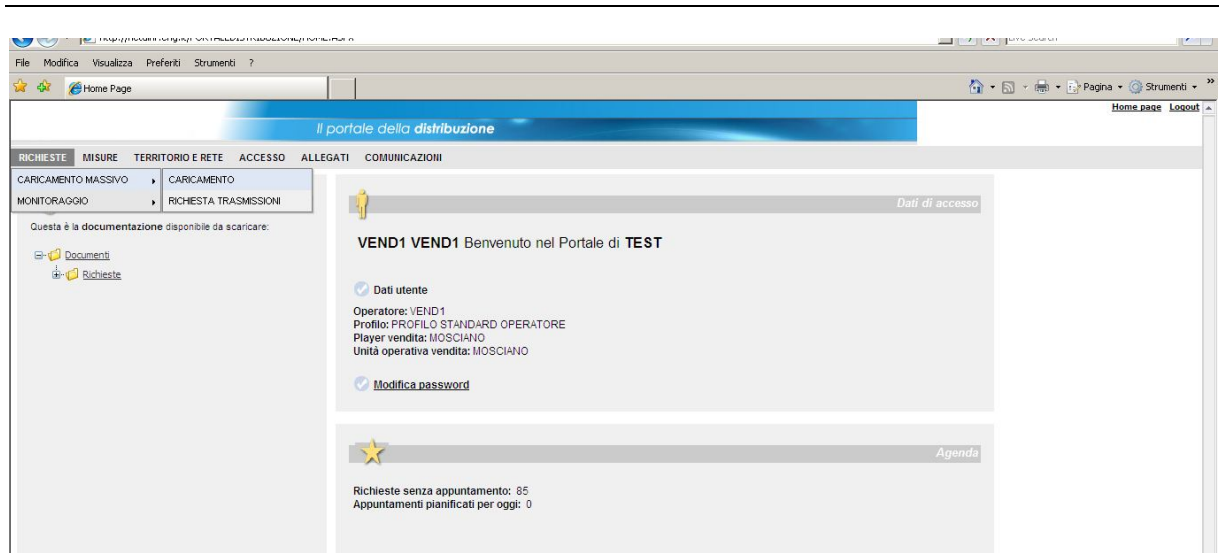 File Modifica Visualizza Preferiti Strumenti ?
Home Page
Pagina Strumenti
Home page Logout
Il portale della distribuzione
RICHIESTE MISURE TERRITORIO E RETE ACCESSO ALLEGATI COMUNICAZIONI
CARICAMENTO MASSIVO CARICAMENTO
MONITORAGGIO RICHIESTA TRASMISSIONI
Questa è la documentazione disponibile da scaricare:
Documenti
Richieste
Dati di accesso
VEND1 VEND1 Benvenuto nel Portale di TEST
Dati utente
Operatore: VEND1
Profilo: PROFILO STANDARD OPERATORE
Player vendita: MOSCIANO
Unità operativa vendita: MOSCIANO
Modifica password
Agenda
Richieste senza appuntamento: 85
Appuntamenti pianificati per oggi: 0